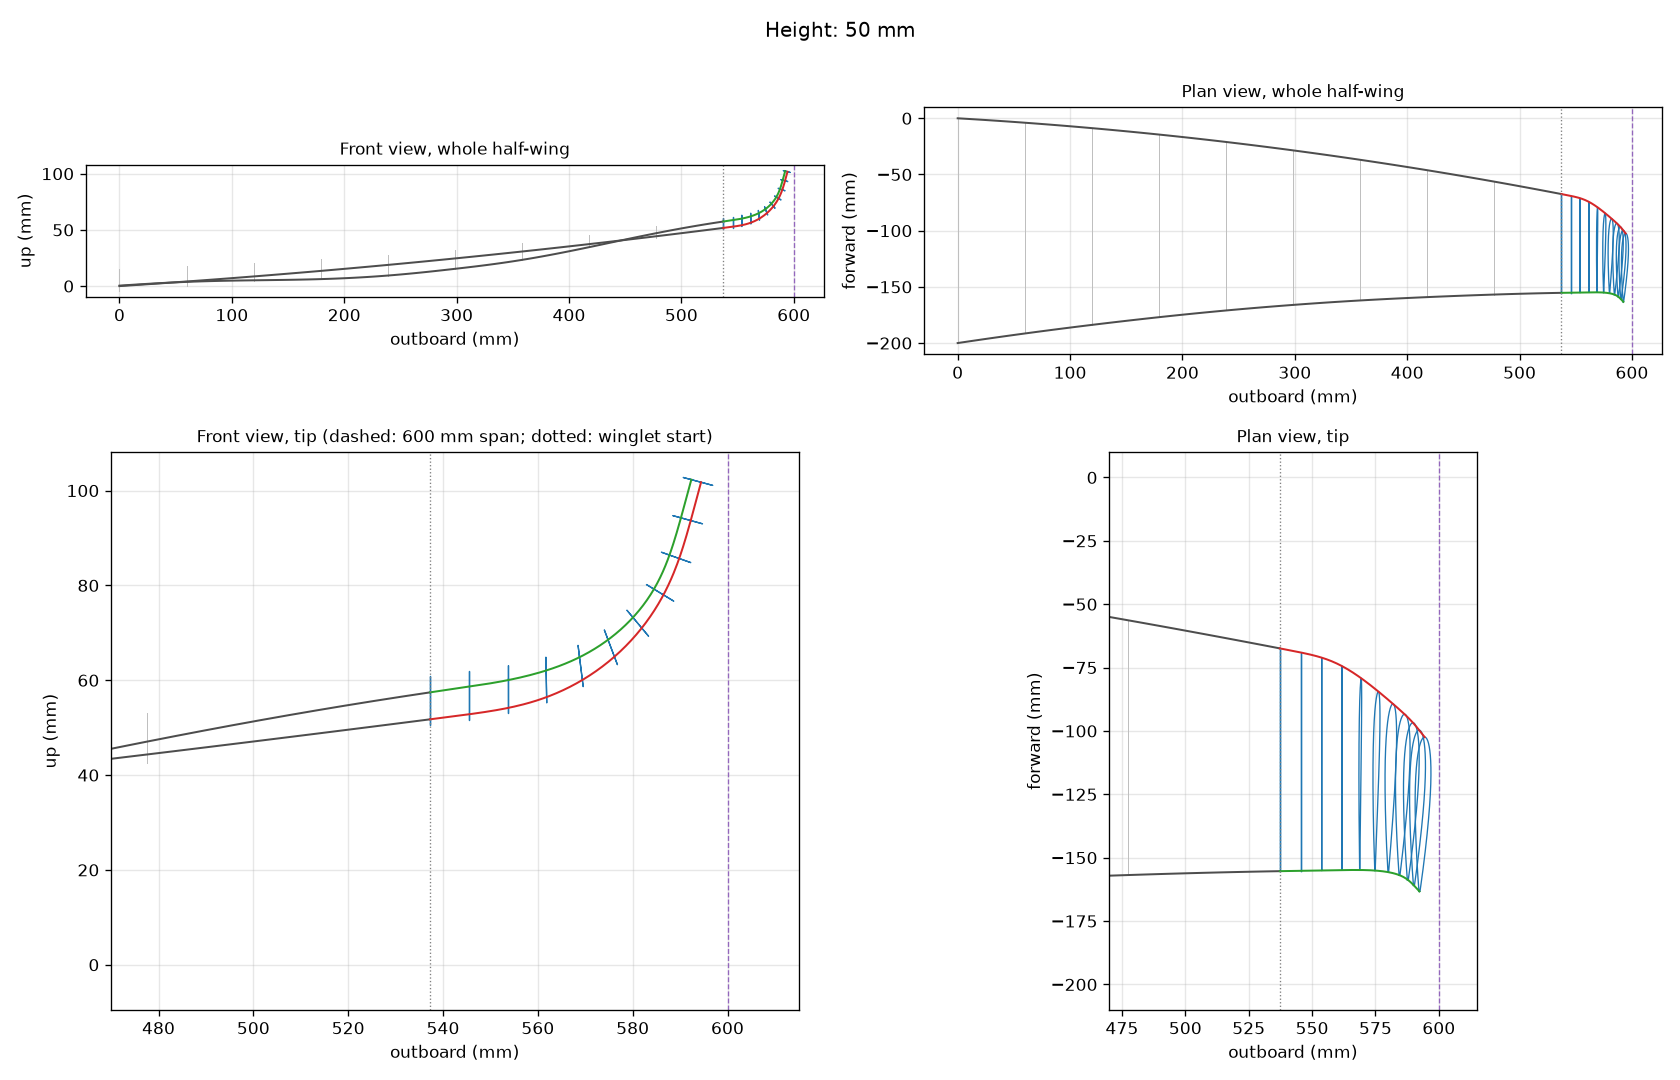 Height: 50 mm
Front view, whole half-wing
100
50
0
up (mm)
0 100 200 300 400 500 600
outboard (mm)
Plan view, whole half-wing
0
−50
−100
−150
−200
forward (mm)
0 100 200 300 400 500 600
outboard (mm)
Front view, tip (dashed: 600 mm span; dotted: winglet start)
100
80
60
40
20
0
up (mm)
480 500 520 540 560 580 600
outboard (mm)
Plan view, tip
0
−25
−50
−75
−100
−125
−150
−175
−200
forward (mm)
475 500 525 550 575 600
outboard (mm)